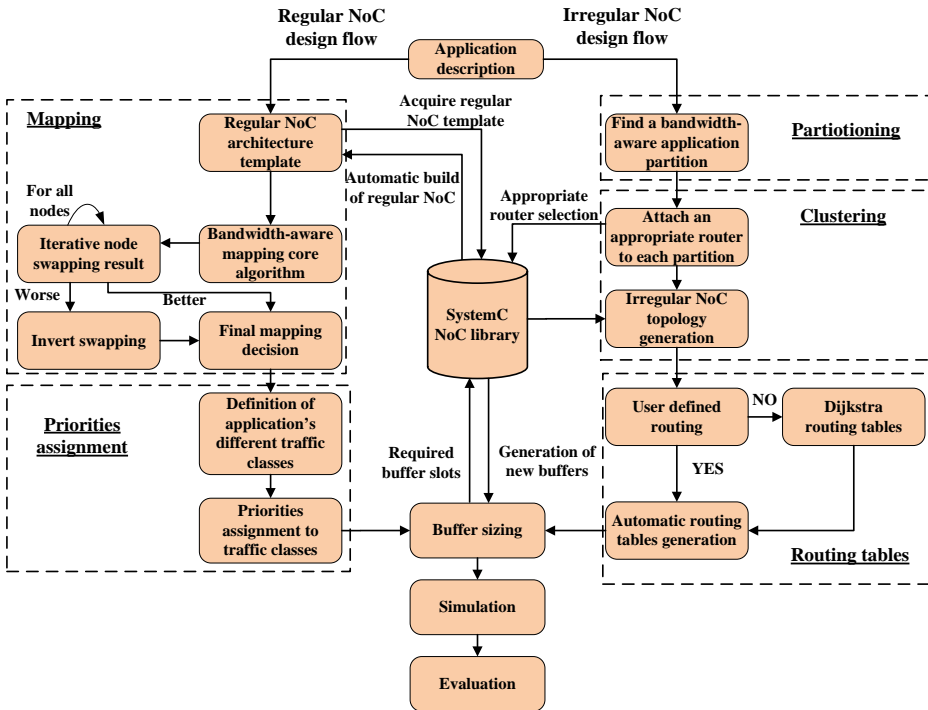 Regular NoC
design flow
Irregular NoC
design flow
Application
description
Mapping
Regular NoC
architecture
template
Acquire regular
NoC template
Automatic build
of regular NoC
For all
nodes
Iterative node
swapping result
Bandwidth-aware
mapping core
algorithm
Worse
Better
Invert swapping
Final mapping
decision
Priorities
assignment
Definition of
application's
different traffic
classes
Priorities
assignment to
traffic classes
Find a bandwidth-
aware application
partition
Partiotioning
Appropriate
router selection
Attach an
appropriate router
to each partition
Clustering
SystemC
NoC library
Irregular NoC
topology
generation
User defined
routing
NO
Dijkstra
routing tables
YES
Required
buffer slots
Generation of
new buffers
Automatic routing
tables generation
Routing tables
Buffer sizing
Simulation
Evaluation